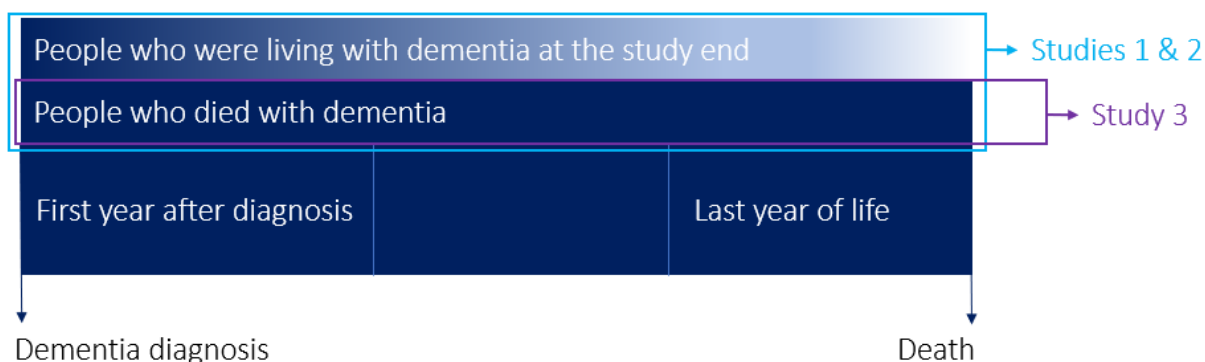 People who were living with dementia at the study end
Studies 1 & 2
People who died with dementia
Study 3
First year after diagnosis
Last year of life
Dementia diagnosis
Death